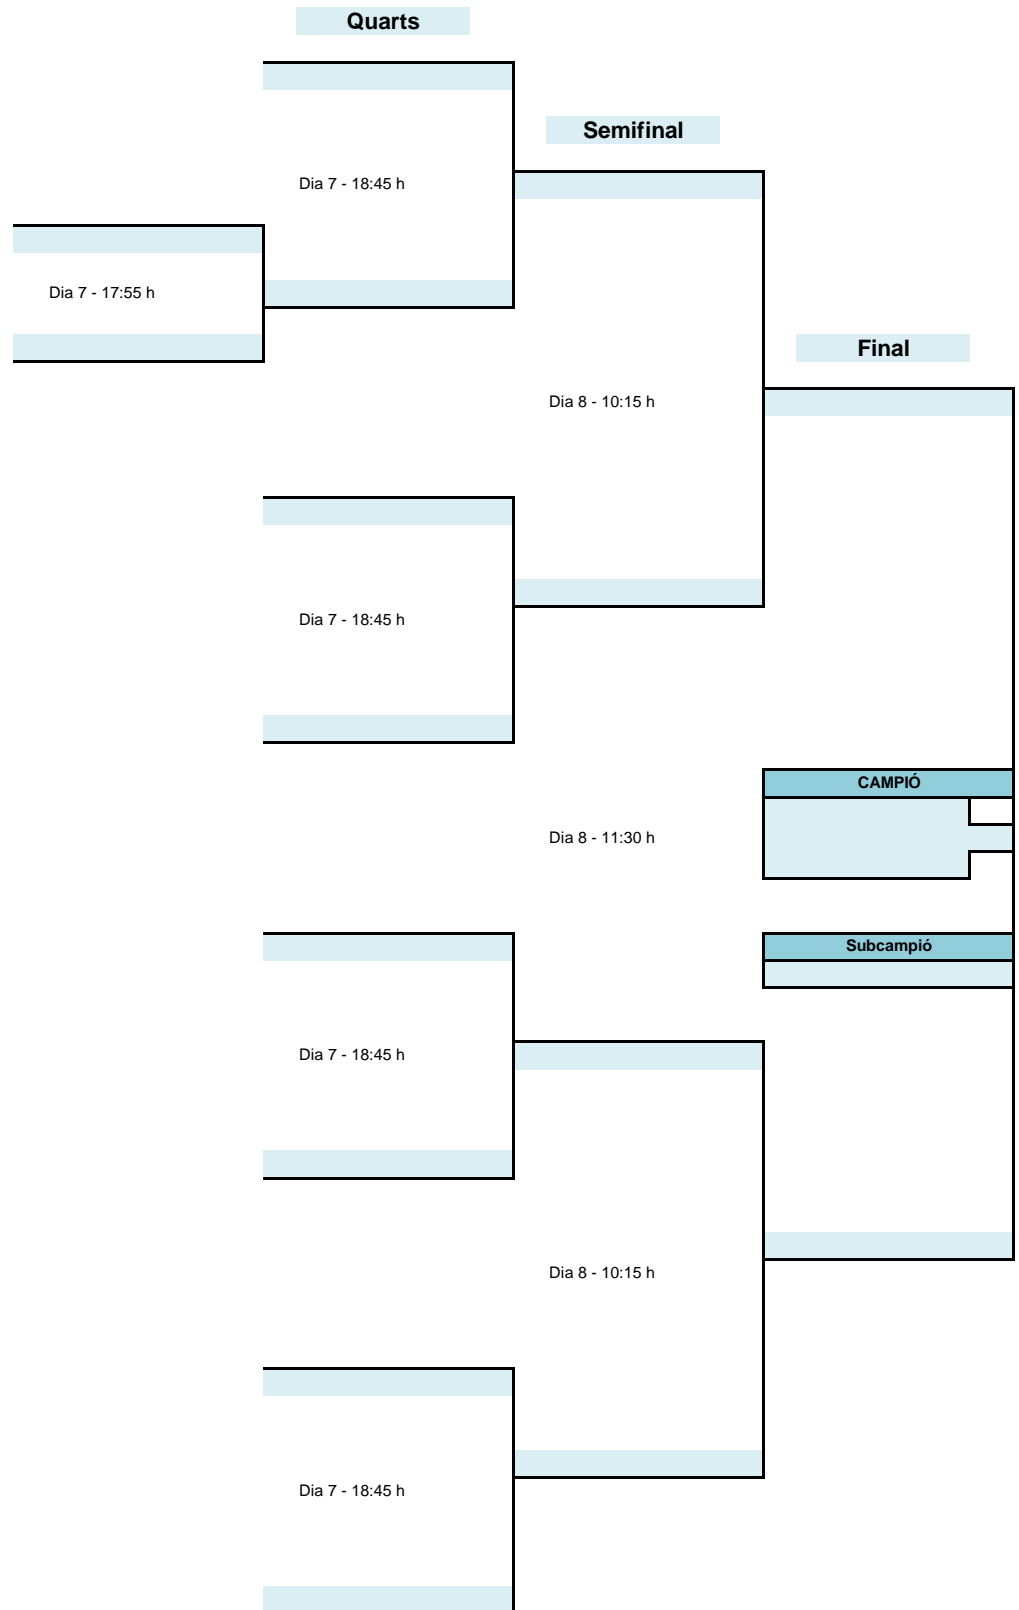 Quarts
Semifinal
Dia 7 - 18:45 h
Dia 7 - 17:55 h
Final
Dia 8 - 10:15 h
Dia 7 - 18:45 h
CAMPIÓ
Dia 8 - 11:30 h
Subcampió
Dia 7 - 18:45 h
Dia 8 - 10:15 h
Dia 7 - 18:45 h